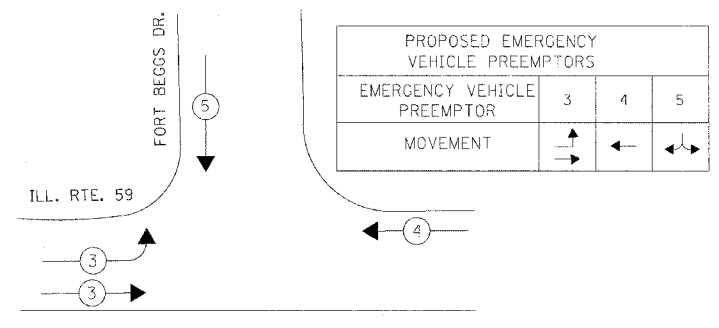 FORT BEGGS DR.
5
ILL. RTE. 59
4
3
3
PROPOSED EMERGENCY
VEHICLE PREEMPTORS
EMERGENCY VEHICLE
PREEMPTOR
3
4
5
MOVEMENT